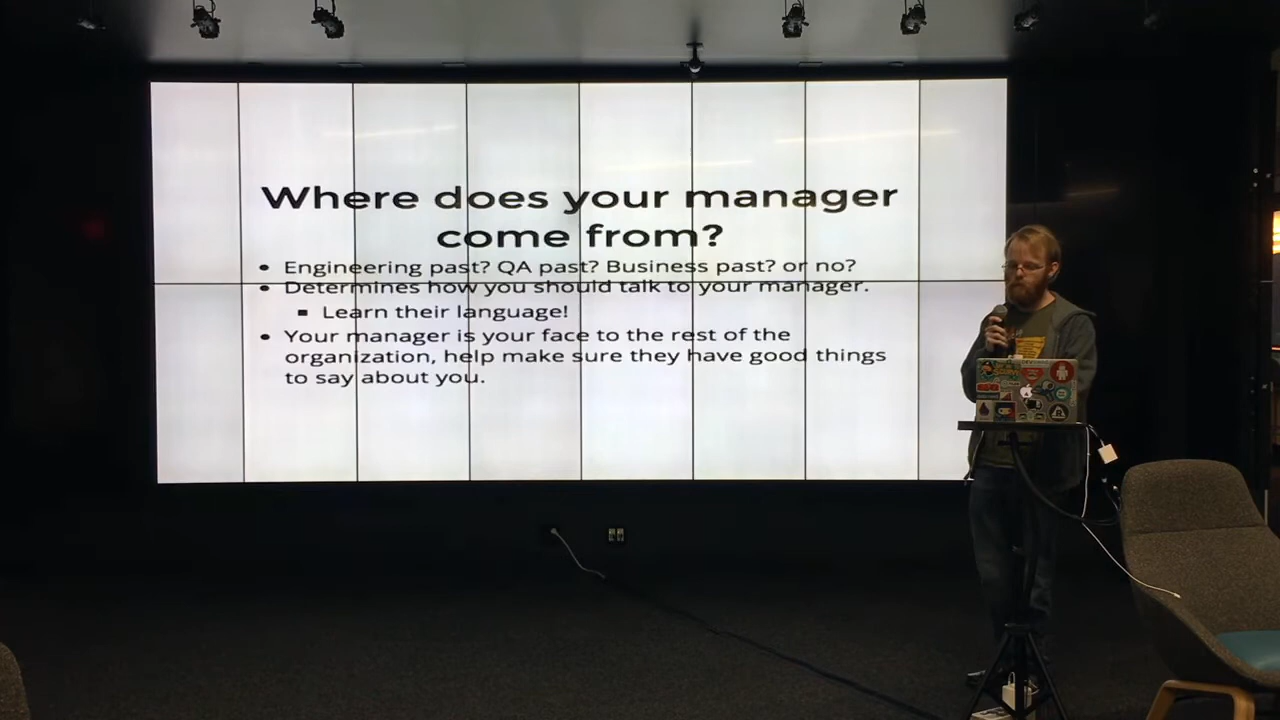 Where does your manager
come from?
Engineering past? QA past? Business past? or no?
Determines how you should talk to your manager.
Learn their language!
Your manager is your face to the rest of the
organization, help make sure they have good things
to say about you.